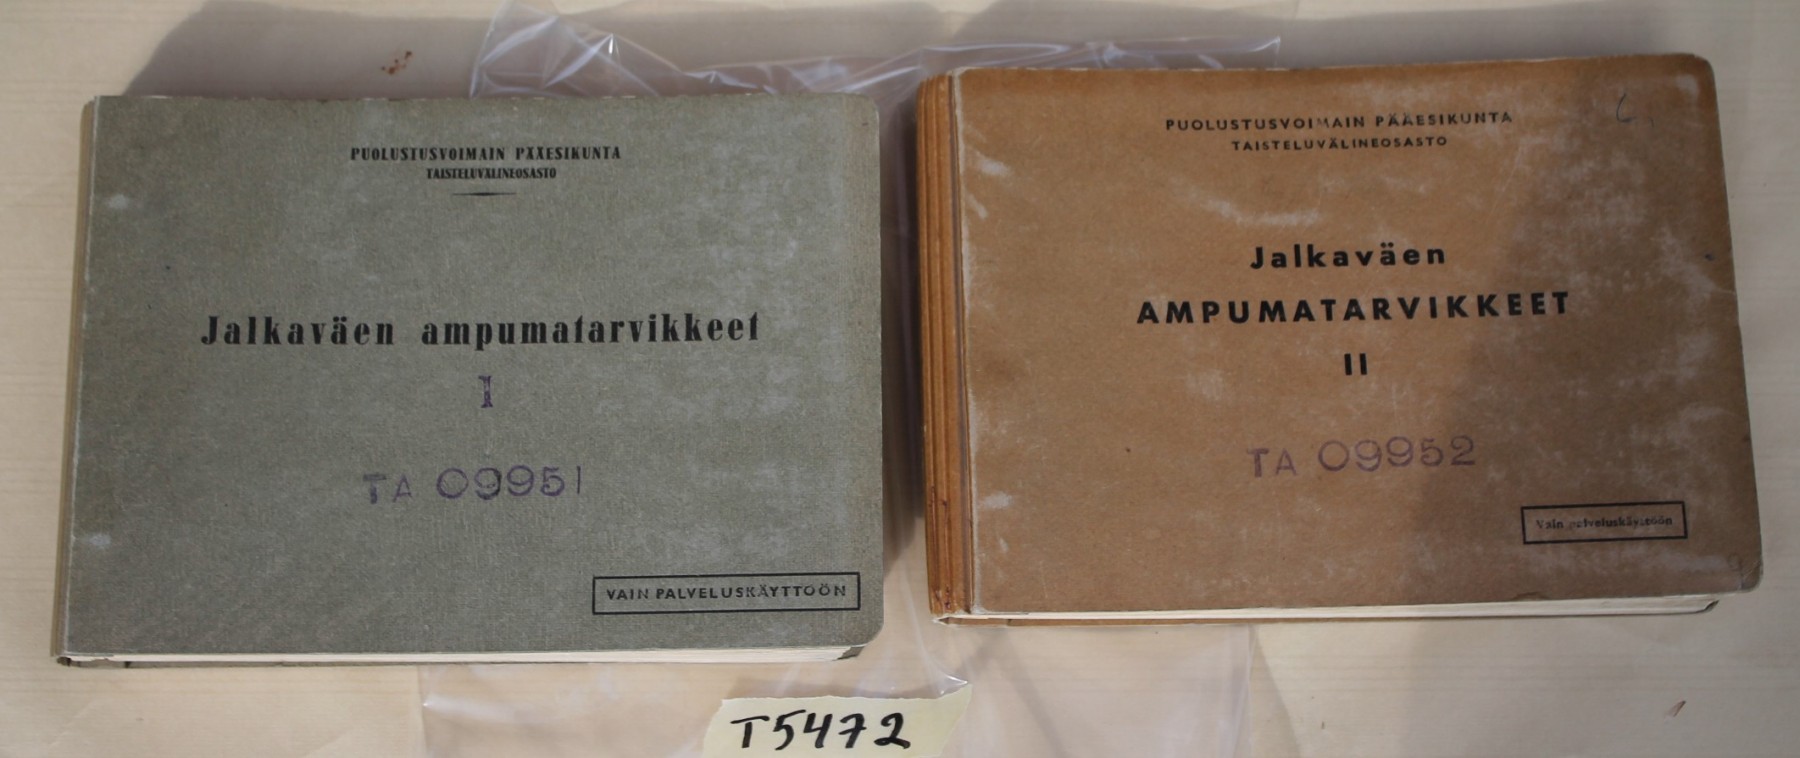 PUOLUSTUSVOIMAIN PÄÄESIKUNTA
TAISTELUVÄLINEOSASTO
Jalkaväen ampumatarvikkeet
I
TA 09951
VAIN PALVELUSKÄYTTÖÖN
PUOLUSTUSVOIMAIN PÄÄESIKUNTA
TAISTELUVÄLINEOSASTO
Jalkaväen
AMPUMATARVIKKEET
II
TA 09952
Vain palveluskäyttöön
T5472